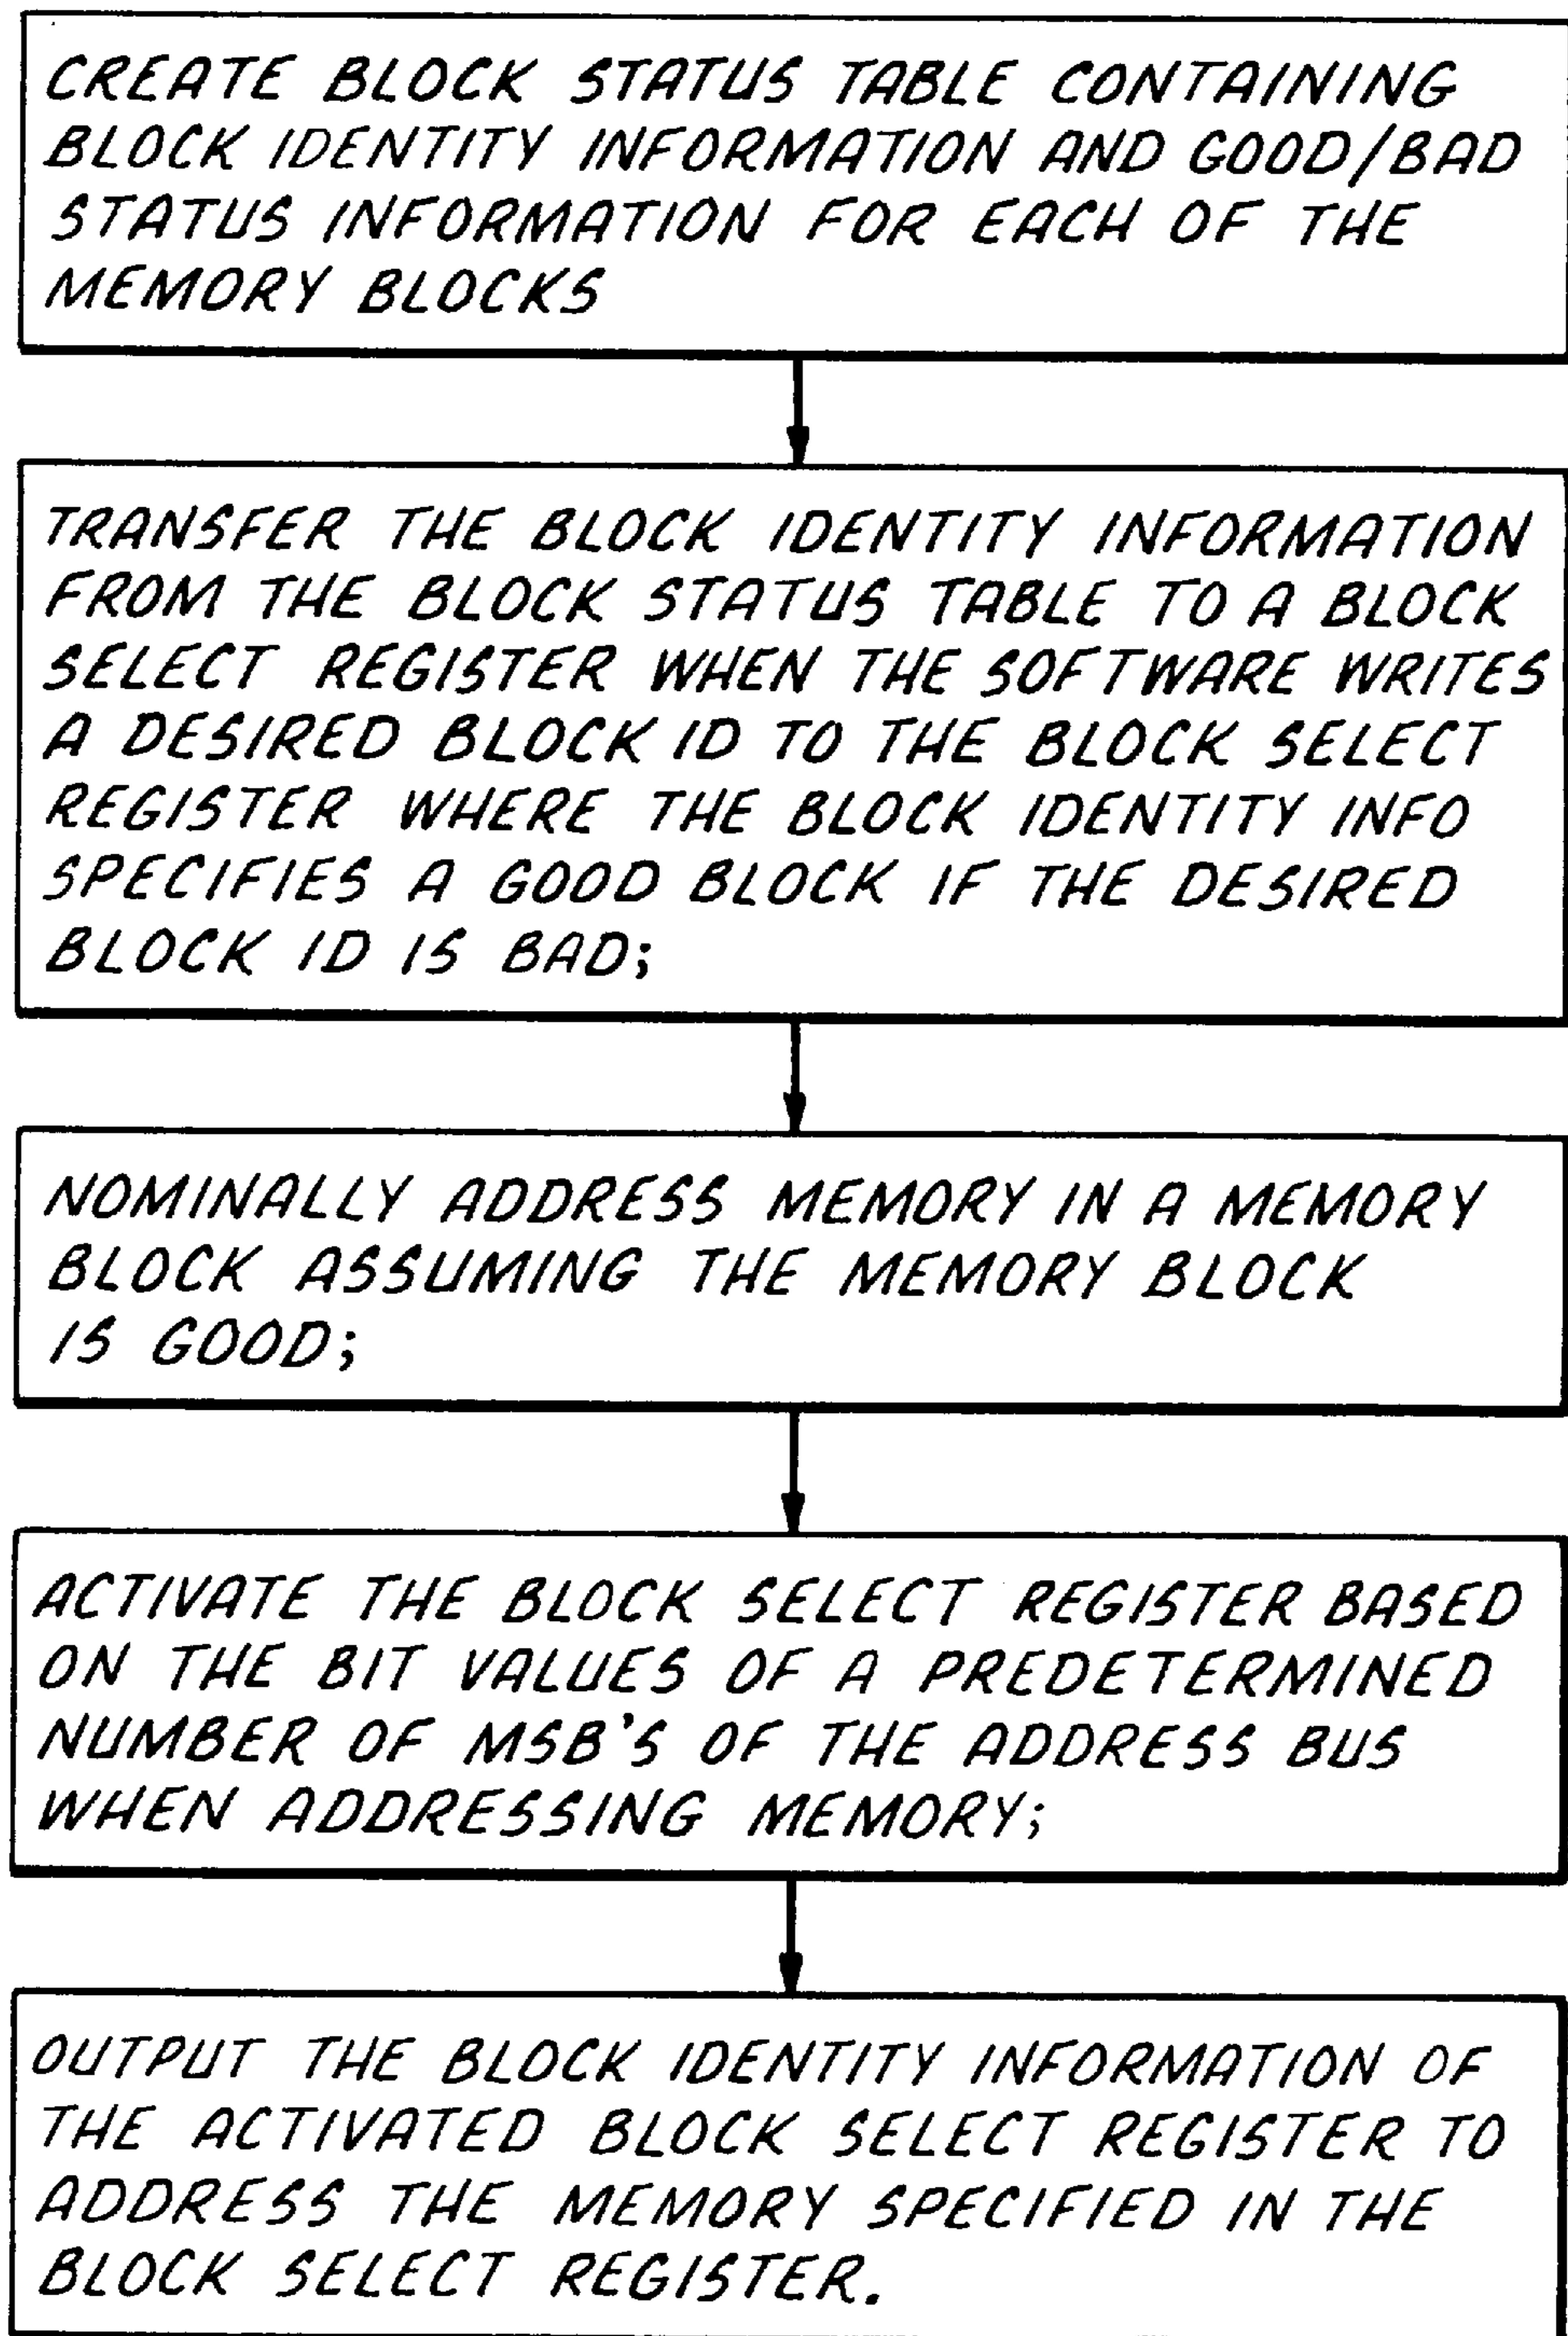 CREATE BLOCK STATUS TABLE CONTAINING
BLOCK IDENTITY INFORMATION AND GOOD/BAD
STATUS INFORMATION FOR EACH OF THE
MEMORY BLOCKS
TRANSFER THE BLOCK IDENTITY INFORMATION
FROM THE BLOCK STATUS TABLE TO A BLOCK
SELECT REGISTER WHEN THE SOFTWARE WRITES
A DESIRED BLOCK ID TO THE BLOCK SELECT
REGISTER WHERE THE BLOCK IDENTITY INFO
SPECIFIES A GOOD BLOCK IF THE DESIRED
BLOCK ID IS BAD;
NOMINALLY ADDRESS MEMORY IN A MEMORY
BLOCK ASSUMING THE MEMORY BLOCK
IS GOOD;
ACTIVATE THE BLOCK SELECT REGISTER BASED
ON THE BIT VALUES OF A PREDETERMINED
NUMBER OF MSB'S OF THE ADDRESS BUS
WHEN ADDRESSING MEMORY;
OUTPUT THE BLOCK IDENTITY INFORMATION OF
THE ACTIVATED BLOCK SELECT REGISTER TO
ADDRESS THE MEMORY SPECIFIED IN THE
BLOCK SELECT REGISTER.